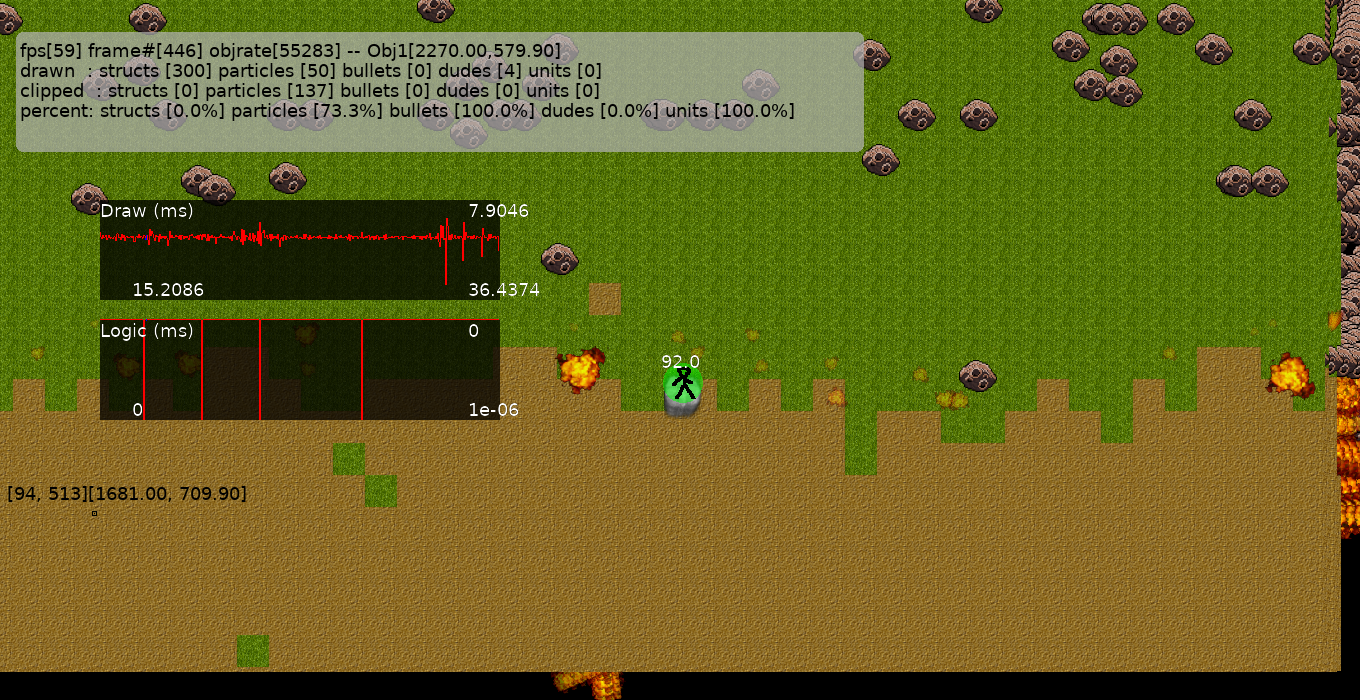 fps[59] frame#[446] objrate[55283] -- Obj1[2270.00,579.90]
drawn  : structs [300] particles [50] bullets [0] dudes [4] units [0]
clipped  : structs [0] particles [137] bullets [0] dudes [0] units [0]
percent: structs [0.0%] particles [73.3%] bullets [100.0%] dudes [0.0%] units [100.0%]
Draw (ms) 7.9046
15.2086 36.4374
Logic (ms) 0
92.0
0 1e-06
[94, 513][1681.00, 709.90]